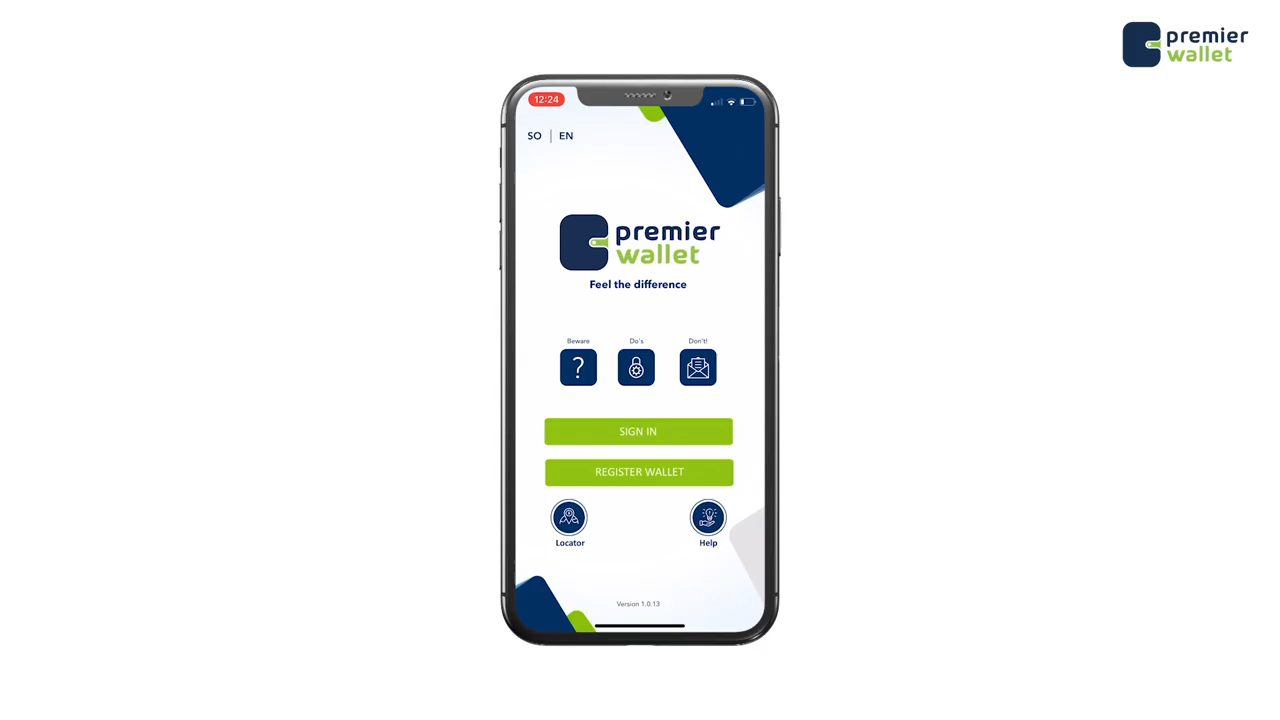 premier
wallet
12:24
SO | EN
premier
wallet
Feel the difference
Beware
Do's
Don't!
SIGN IN
REGISTER WALLET
Locator
Help
Version 1.0.13